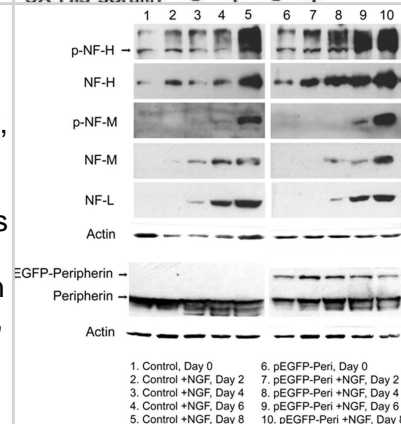 1 2 3 4 5 6 7 8 9 10
p-NF-H →
NF-H
p-NF-M
NF-M
NF-L
Actin
EGFP-Peripherin →
Peripherin →
Actin
1. Control, Day 0 6. pEGFP-Peri, Day 0
2. Control +NGF, Day 2 7. pEGFP-Peri +NGF, Day 2
3. Control +NGF, Day 4 8. pEGFP-Peri +NGF, Day 4
4. Control +NGF, Day 6 9. pEGFP-Peri +NGF, Day 6
5. Control +NGF, Day 8 10. pEGFP-Peri +NGF, Day 8